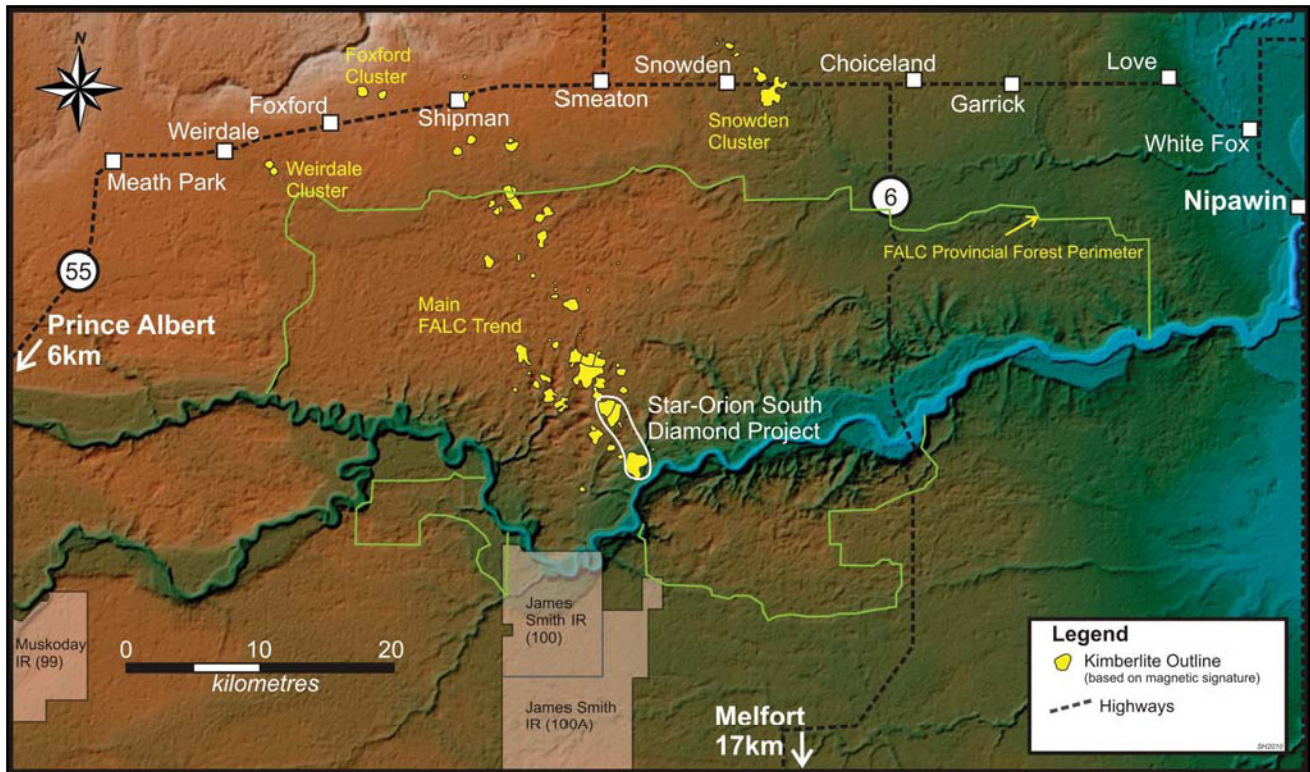 N
Foxford
Cluster
Snowden
Choiceland
Love
Smeaton
Garrick
Foxford
Shipman
Snowden
Cluster
Weirdale
White Fox
Meath Park
Weirdale
Cluster
6
Nipawin
FALC Provincial Forest Perimeter
55
Main
FALC Trend
Prince Albert
6km
Star-Orion South
Diamond Project
James
Smith IR
(100)
Muskoday
IR (99)
0 10 20
kilometres
James Smith
IR (100A)
Melfort
17km
Legend
Kimberlite Outline
(based on magnetic signature)
Highways
SH2010